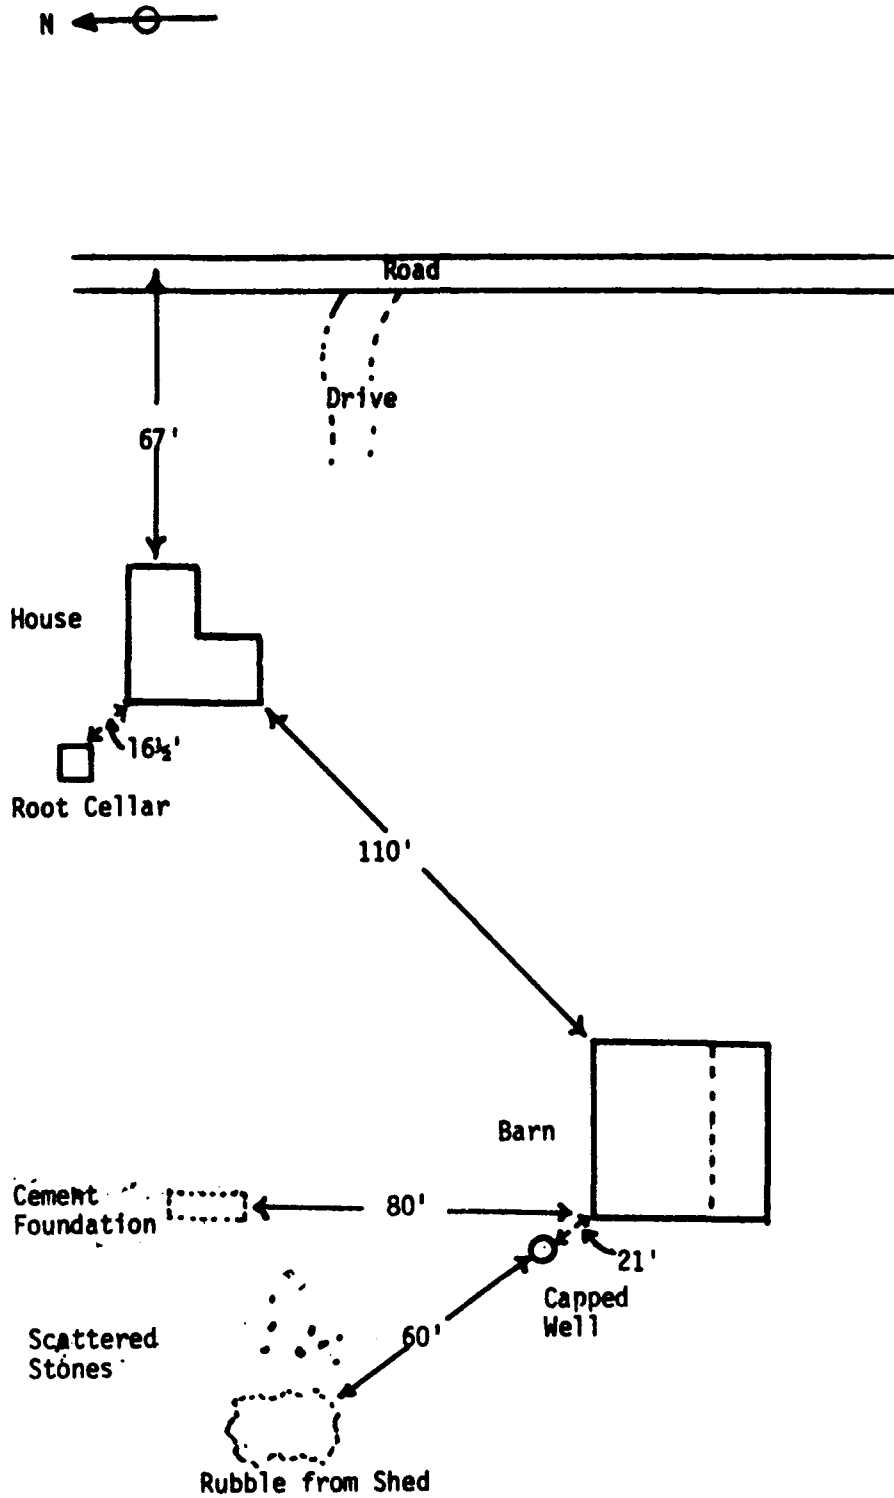 N
Road
Drive
67'
House
16½'
Root Cellar
110'
Barn
Cement
Foundation
80'
21'
Capped
Well
60'
Scattered
Stones
Rubble from Shed